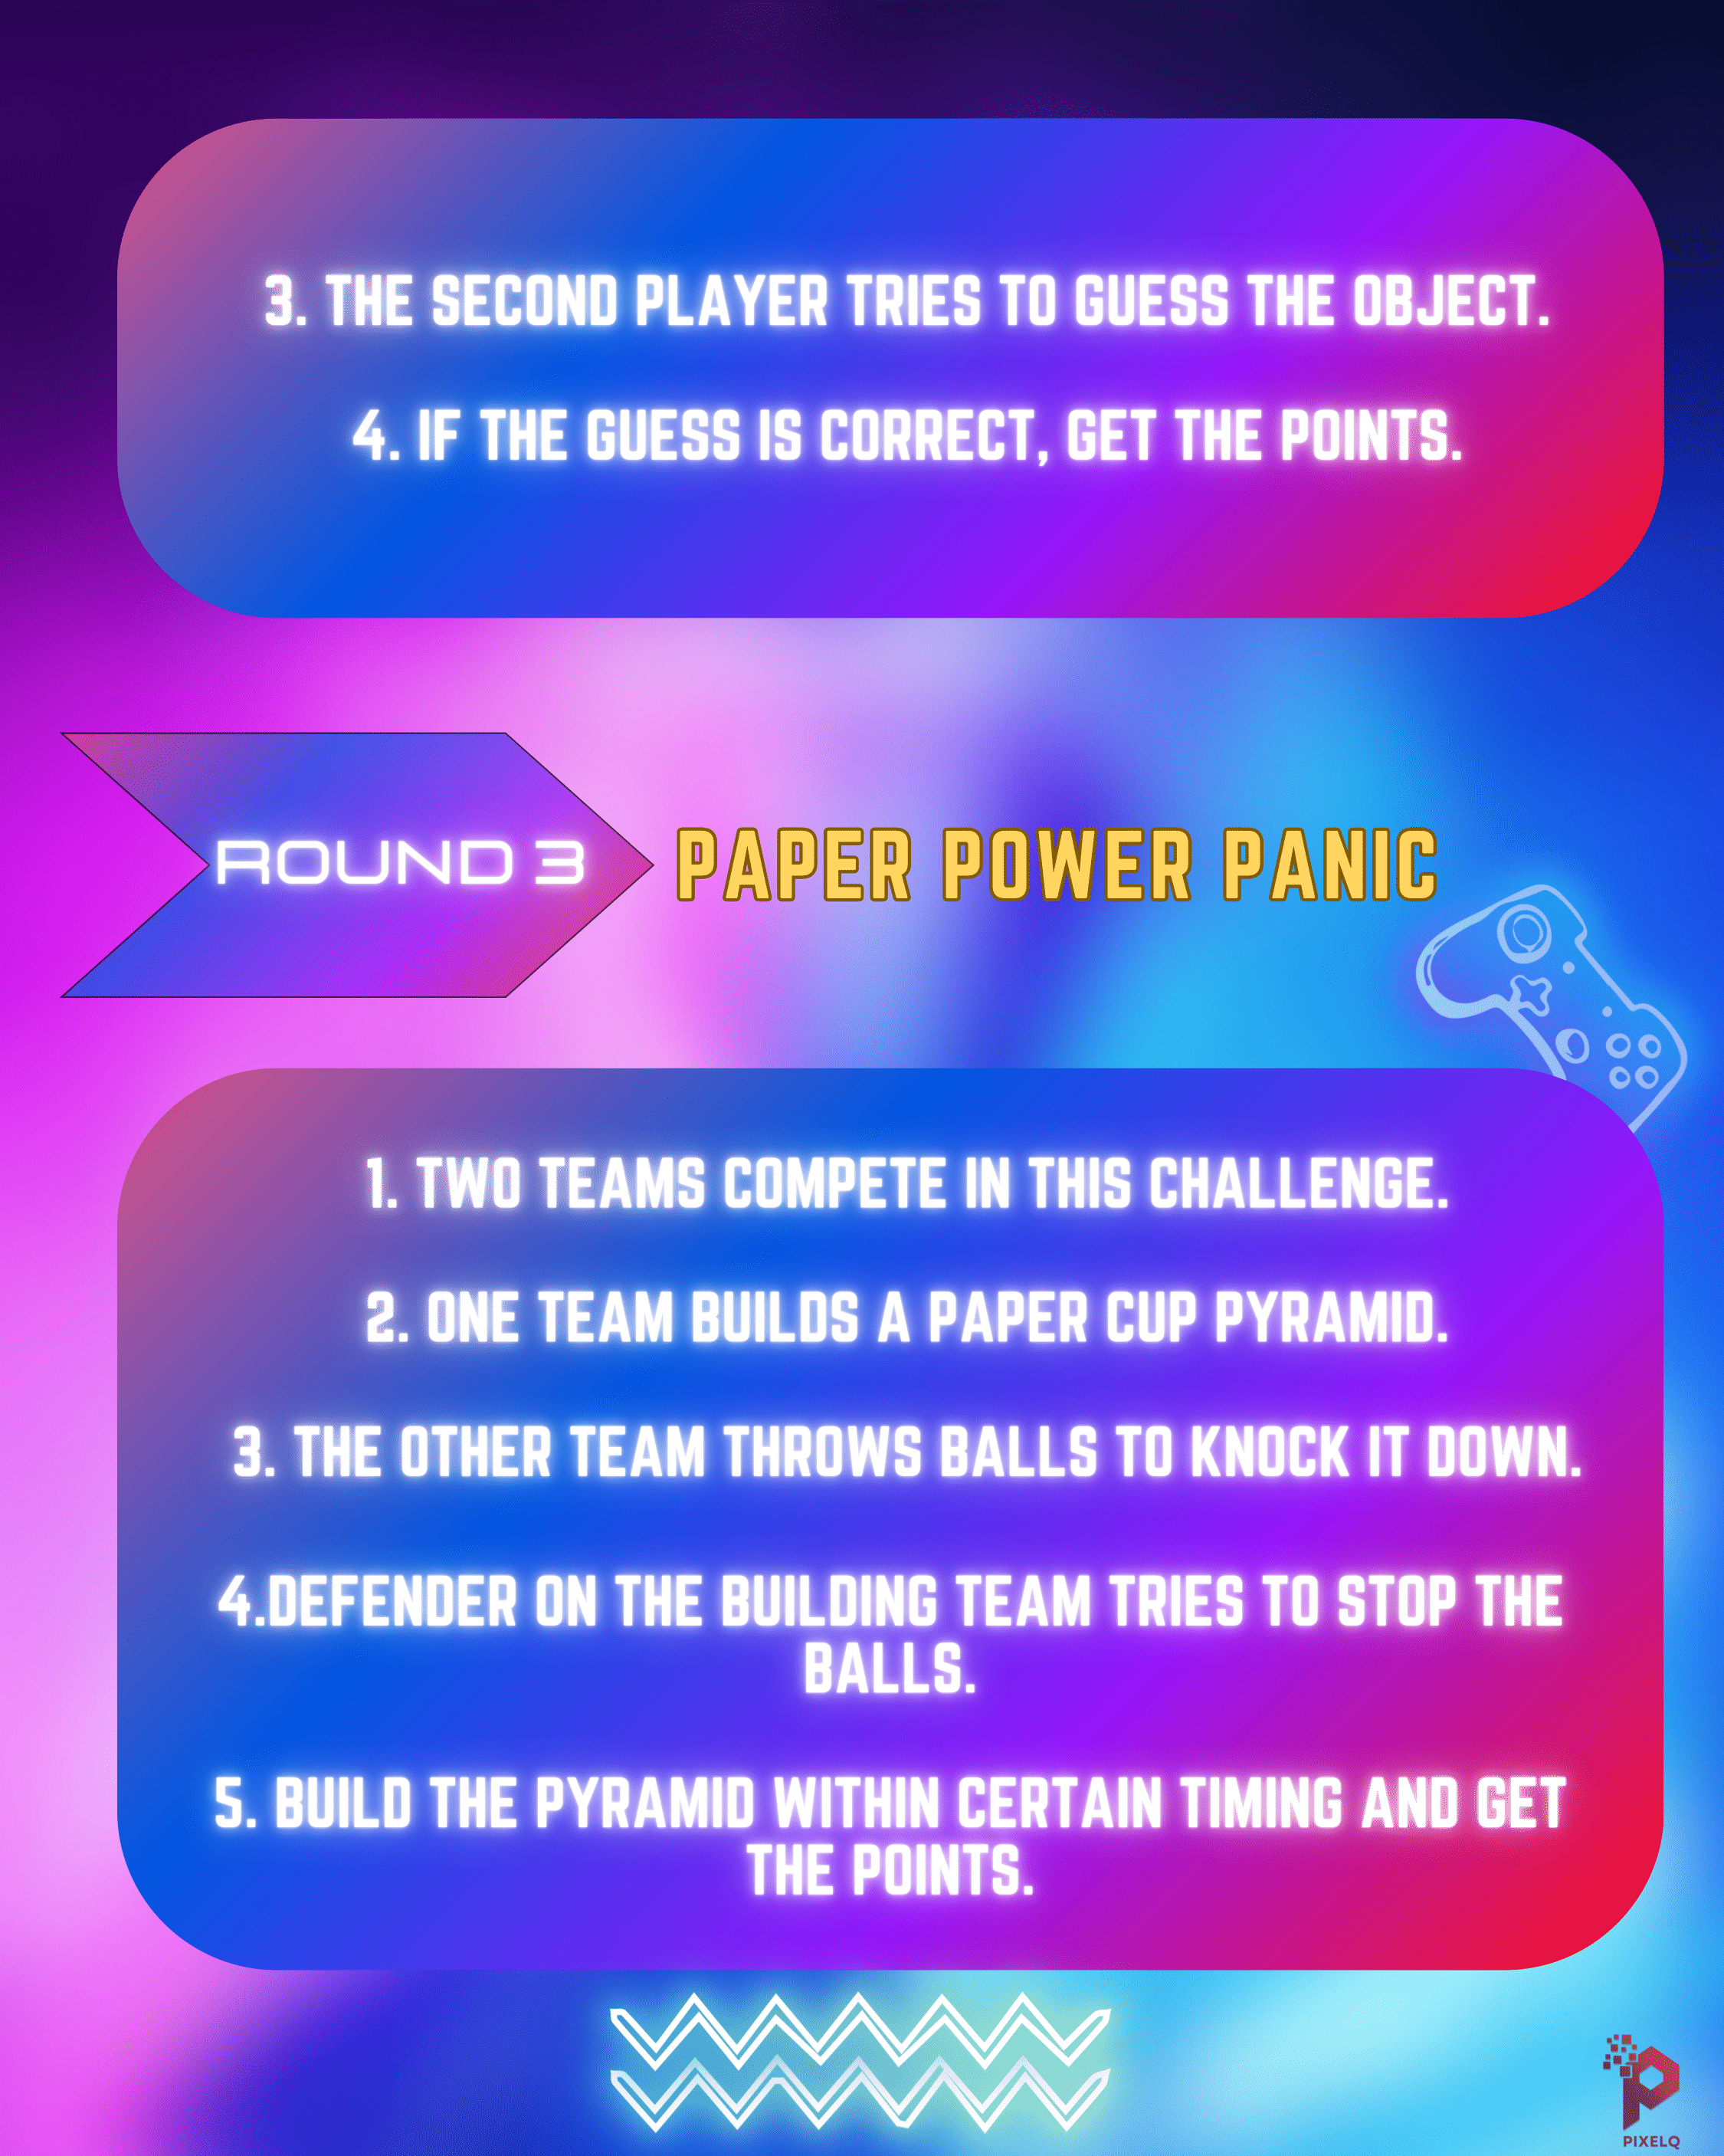 3. THE SECOND PLAYER TRIES TO GUESS THE OBJECT.
4. IF THE GUESS IS CORRECT, GET THE POINTS.
ROUND 3
PAPER POWER PANIC
1. TWO TEAMS COMPETE IN THIS CHALLENGE.
2. ONE TEAM BUILDS A PAPER CUP PYRAMID.
3. THE OTHER TEAM THROWS BALLS TO KNOCK IT DOWN.
4.DEFENDER ON THE BUILDING TEAM TRIES TO STOP THE
BALLS.
5. BUILD THE PYRAMID WITHIN CERTAIN TIMING AND GET
THE POINTS.
PIXELQ